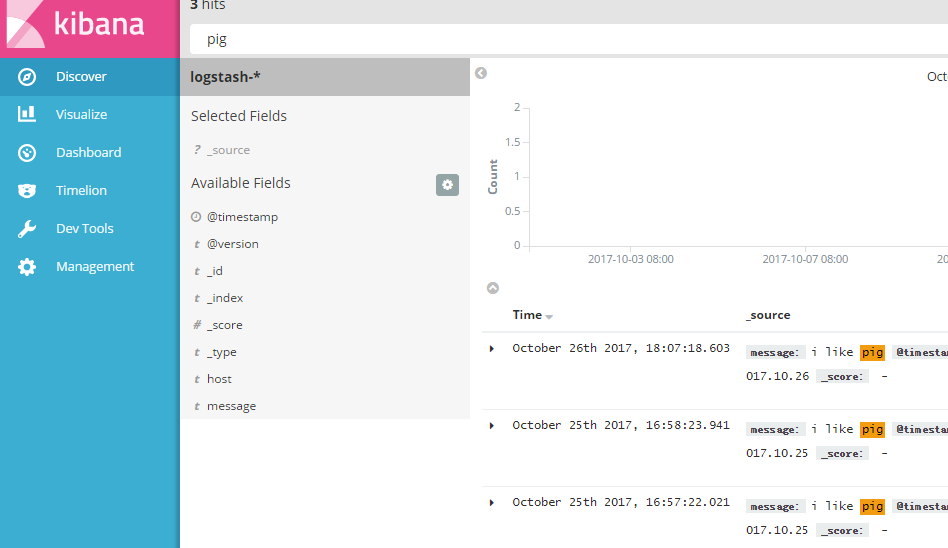 kibana
3 hits
pig
Discover
Visualize
Dashboard
Timelion
Dev Tools
Management
logstash-*
Selected Fields
? _source
Available Fields
@timestamp
t @version
t _id
t _index
# _score
t _type
t host
t message
Oct
Count
2
1.5
1
0.5
0
2017-10-03 08:00
2017-10-07 08:00
20
Time _source
October 26th 2017, 18:07:18.603 message: i like pig @timesta
017.10.26 _score: -
October 25th 2017, 16:58:23.941 message: i like pig @timesta
017.10.25 _score: -
October 25th 2017, 16:57:22.021 message: i like pig @timesta
017.10.25 _score: -